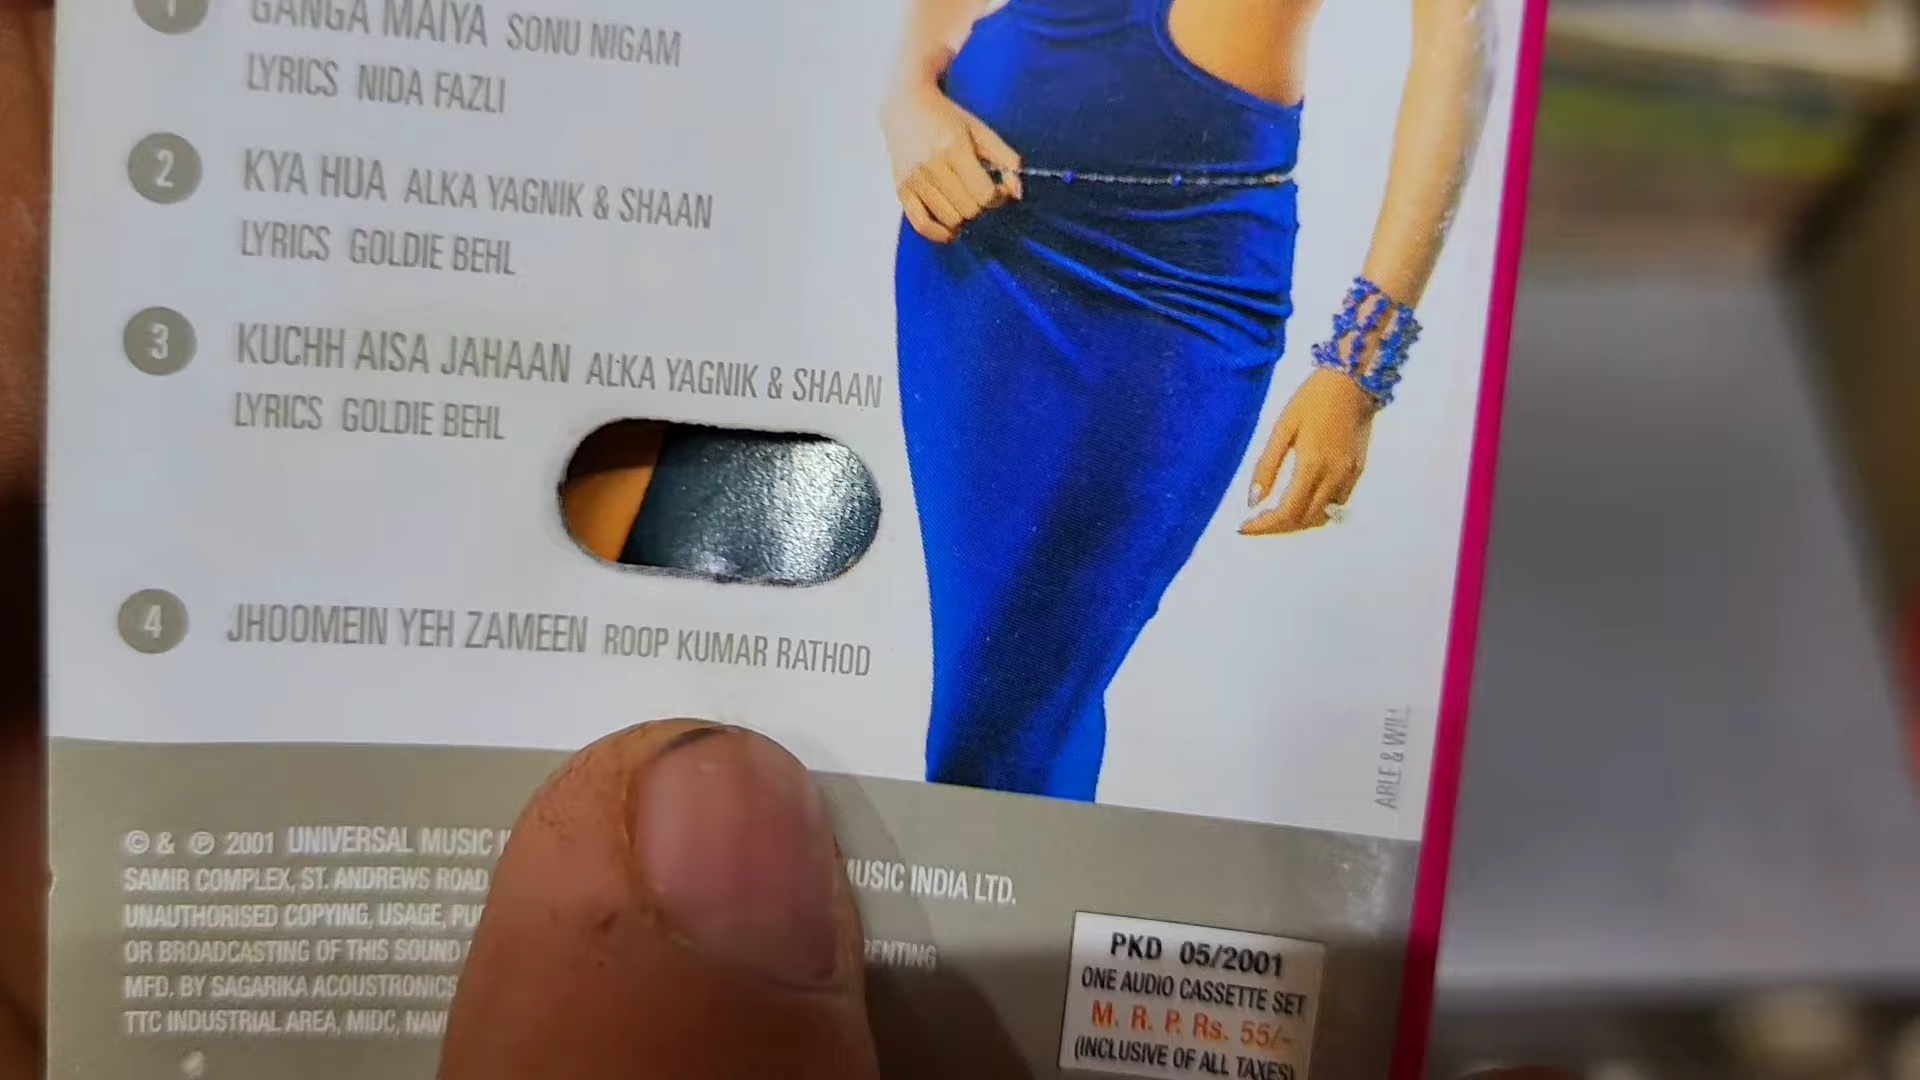 1
GANGA MAIYA SONU NIGAM
LYRICS NIDA FAZLI
2
KYA HUA ALKA YAGNIK & SHAAN
LYRICS GOLDIE BEHL
3
KUCHH AISA JAHAAN ALKA YAGNIK & SHAAN
LYRICS GOLDIE BEHL
4
JHOOMEIN YEH ZAMEEN ROOP KUMAR RATHOD
ARLE & WILL
© & ℗ 2001 UNIVERSAL MUSIC MUSIC INDIA LTD.
SAMIR COMPLEX, ST. ANDREWS ROAD
UNAUTHORISED COPYING, USAGE,
OR BROADCASTING OF THIS SOUND
MFD. BY SAGARIKA ACOUSTRONICS
TTC INDUSTRIAL AREA, MIDC,
PKD 05/2001
ONE AUDIO CASSETTE SET
M. R. P. Rs. 55/-
(INCLUSIVE OF ALL TAXES)